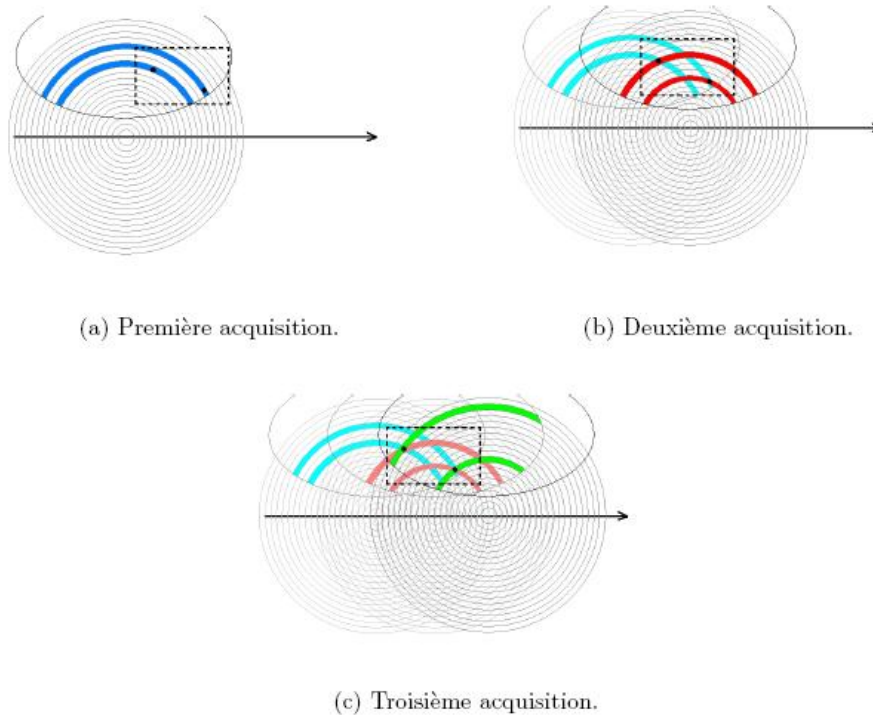 (a) Première acquisition.
(b) Deuxième acquisition.
(c) Troisième acquisition.